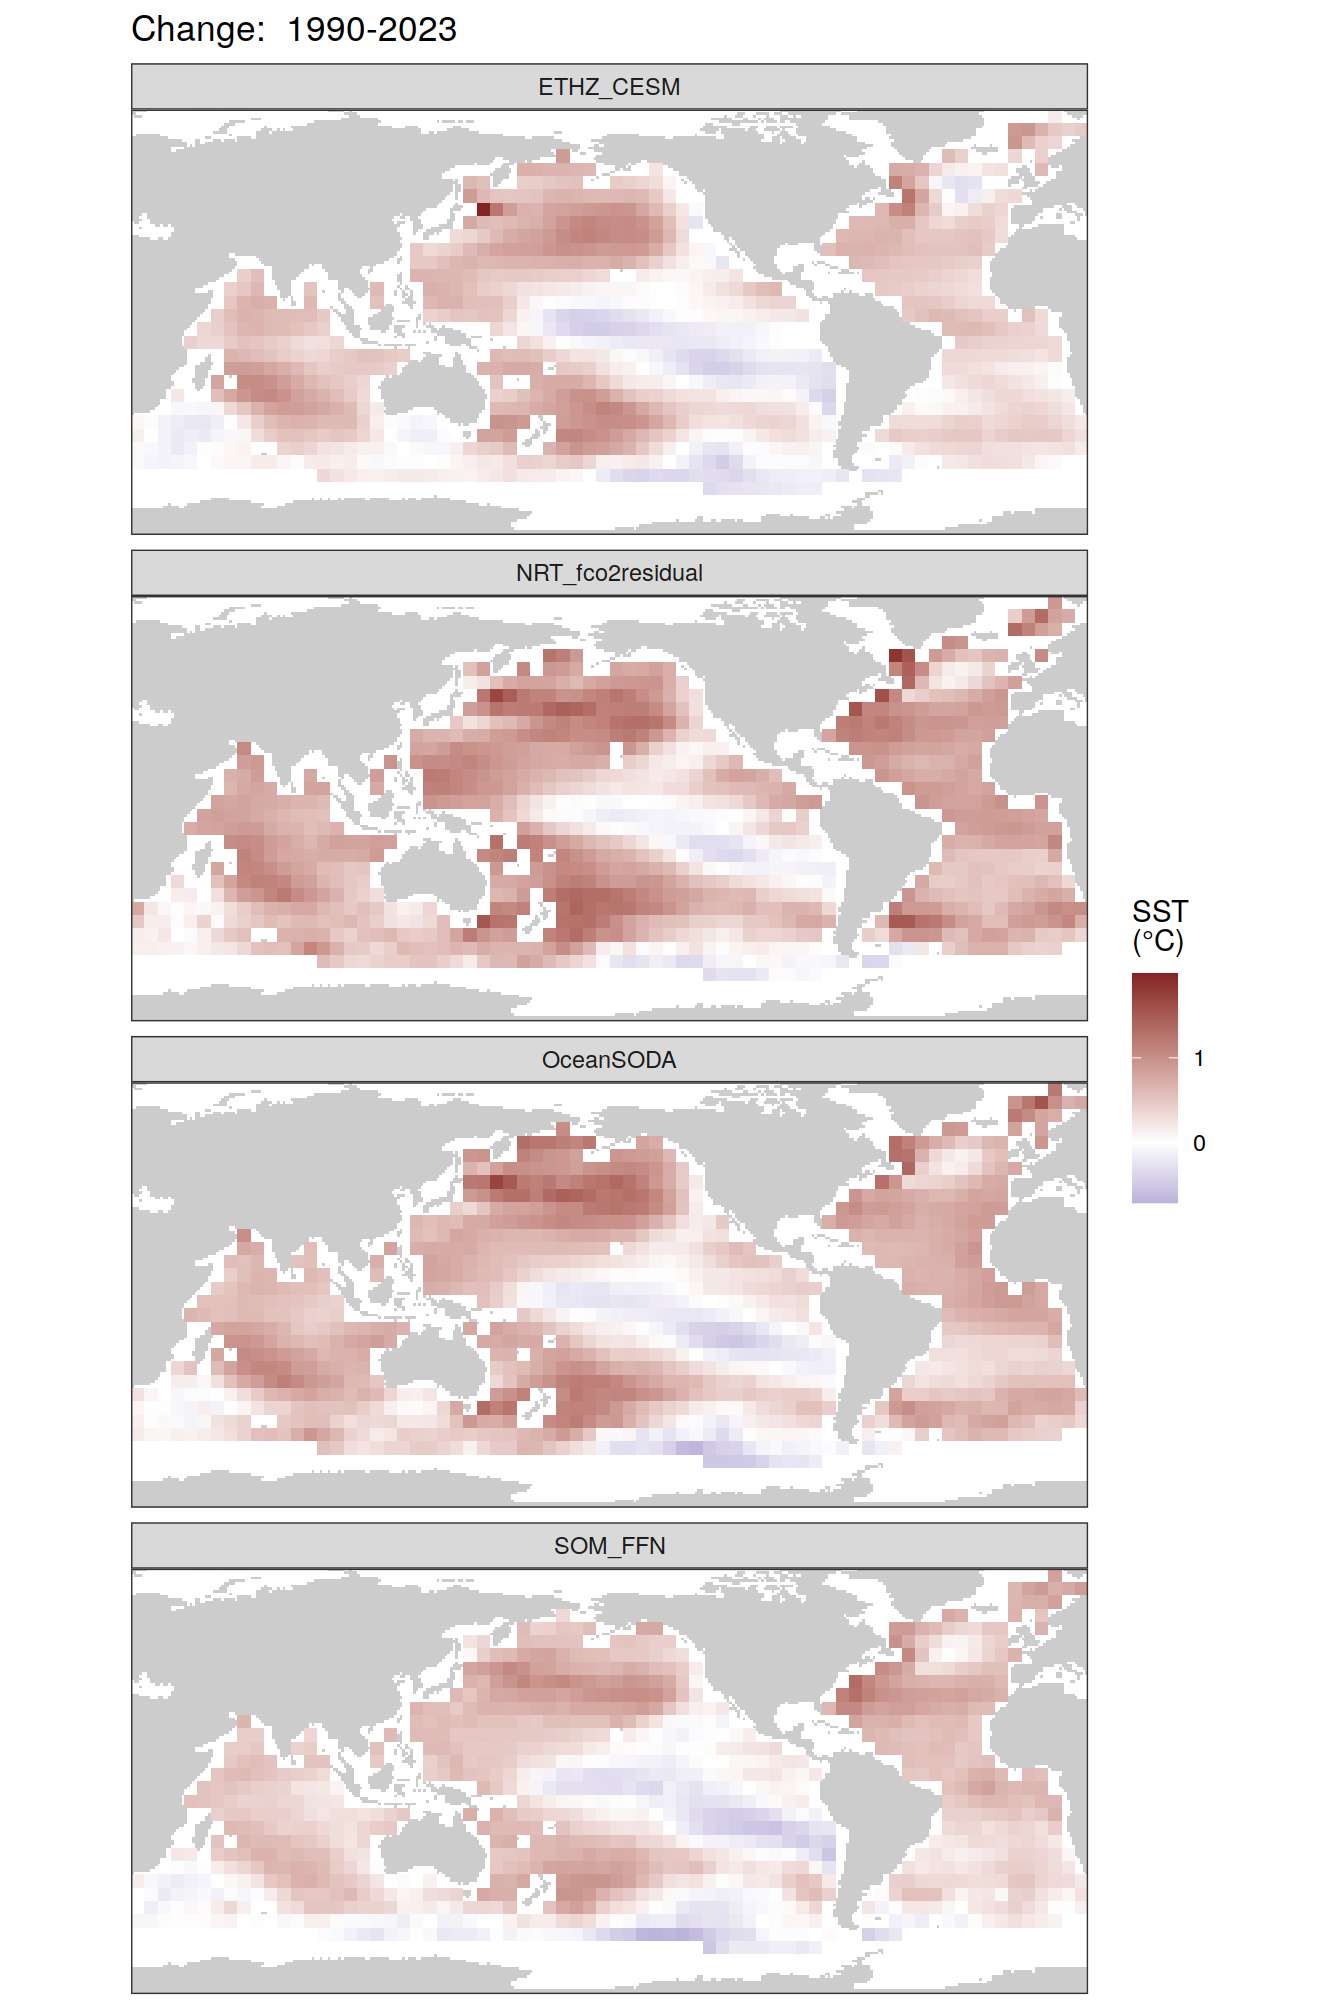 Change: 1990-2023
ETHZ_CESM
NRT_fco2residual
OceanSODA
SOM_FFN
SST
(°C)
1
0